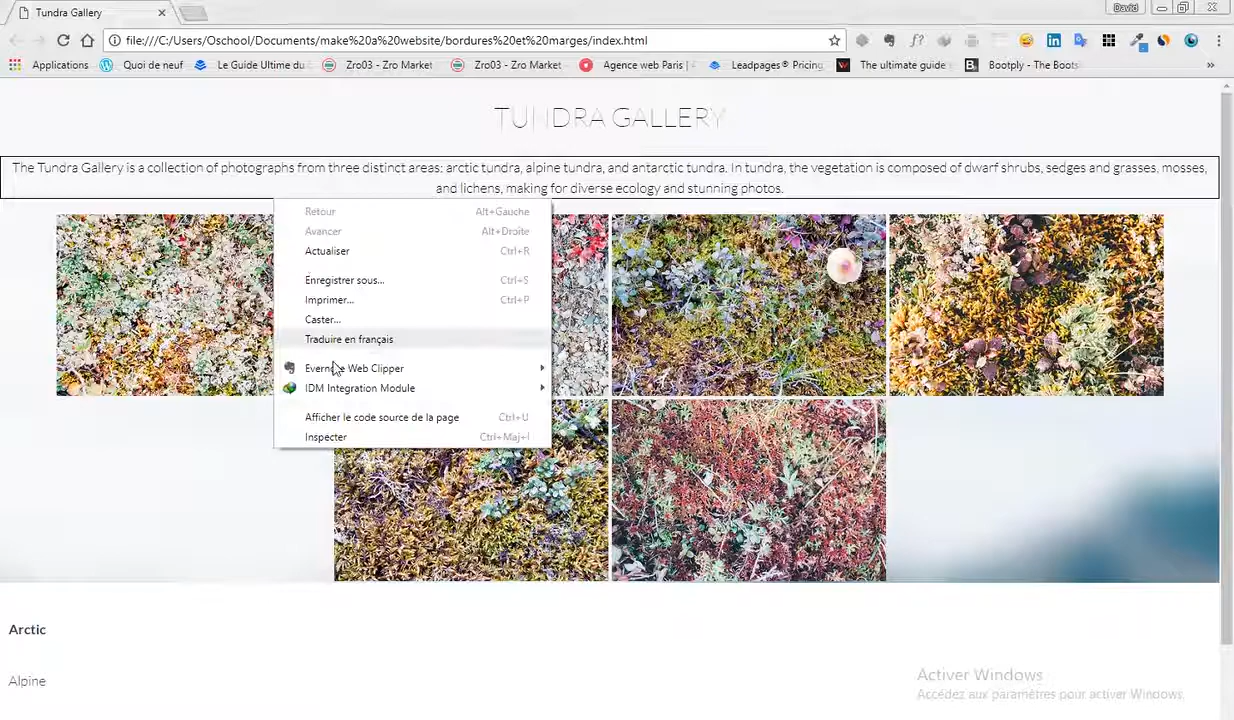 Tundra Gallery
David
file:///C:/Users/Oschool/Documents/make%20a%20website/bordures%20et%20marges/index.html
Applications Quoi de neuf Le Guide Ultime du Zro03 - Zro Market Zro03 - Zro Market Agence web Paris | Leadpages® Pricing The ultimate guide Bootply - The Boots »
TUNDRA GALLERY
The Tundra Gallery is a collection of photographs from three distinct areas: arctic tundra, alpine tundra, and antarctic tundra. In tundra, the vegetation is composed of dwarf shrubs, sedges and grasses, mosses,
and lichens, making for diverse ecology and stunning photos.
Retour Alt+Gauche
Avancer Alt+Droite
Actualiser Ctrl+R
Enregistrer sous... Ctrl+S
Imprimer... Ctrl+P
Caster...
Traduire en français
Evernote Web Clipper
IDM Integration Module
Afficher le code source de la page Ctrl+U
Inspecter Ctrl+Maj+I
Arctic
Alpine
Activer Windows
Accédez aux paramètres pour activer Windows.